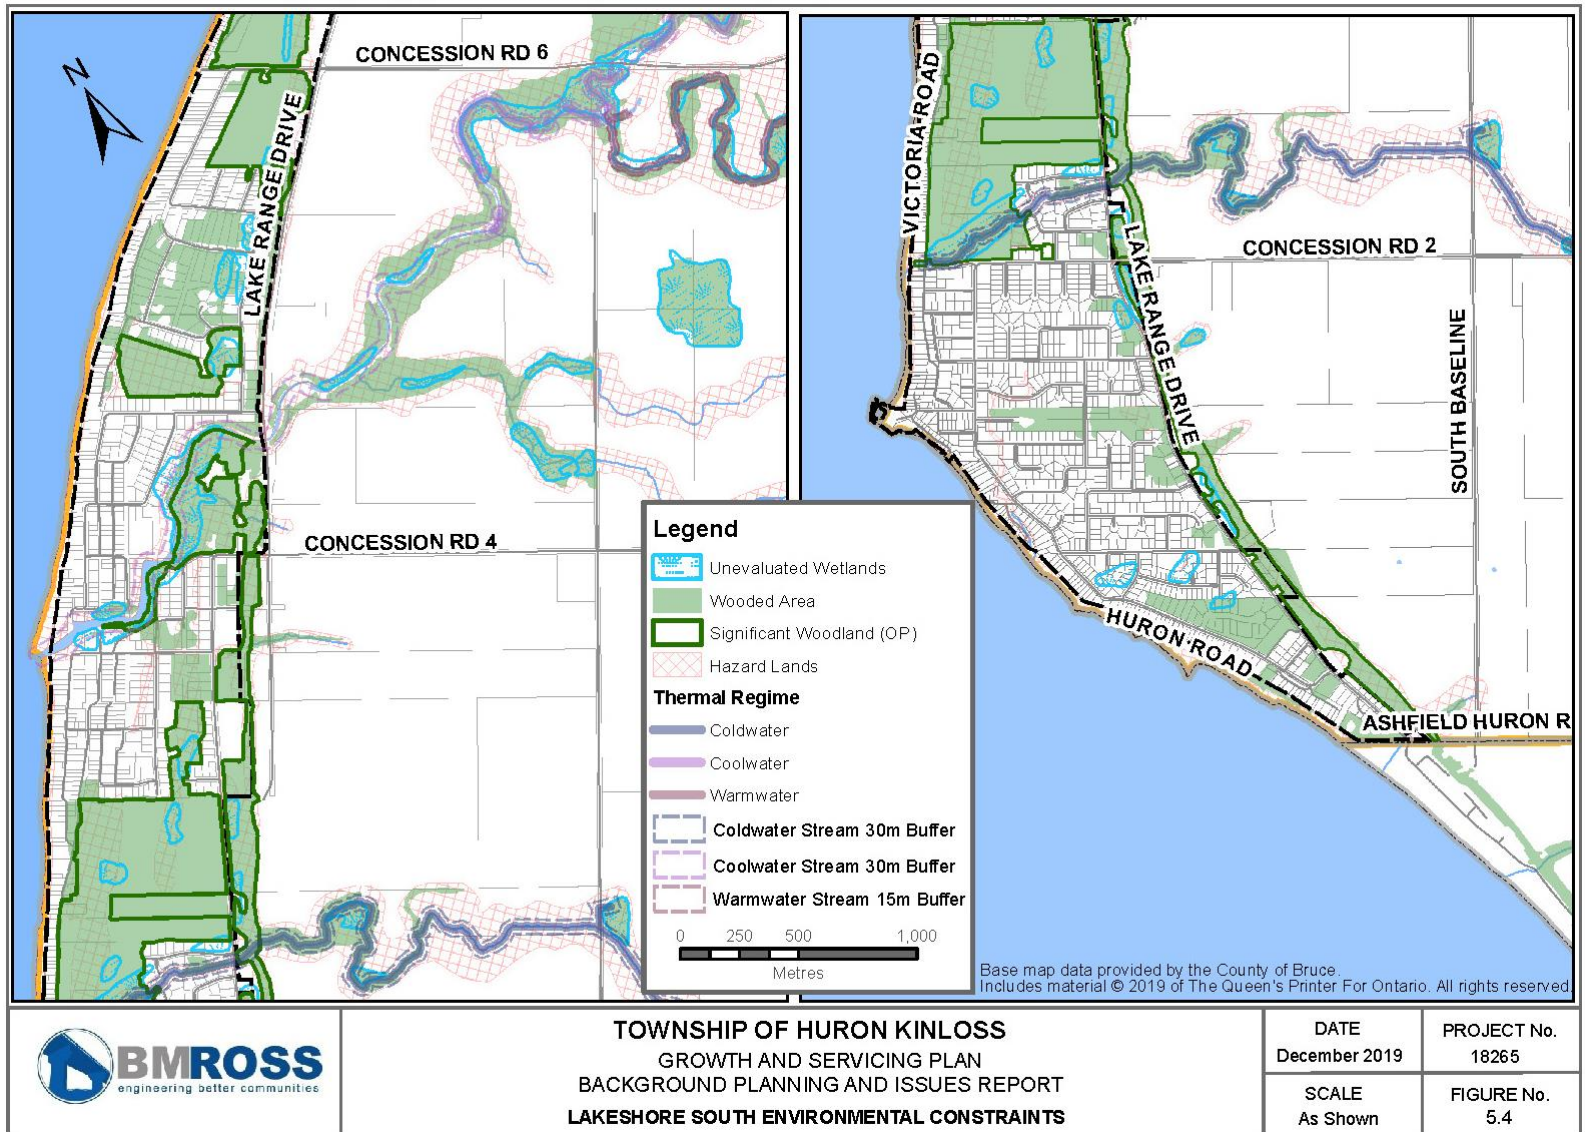 N
CONCESSION RD 6
LAKE RANGE DRIVE
LAKE RANGE DRIVE
CONCESSION RD 4
VICTORIA ROAD
CONCESSION RD 2
LAKE RANGE DRIVE
SOUTH BASELINE
HURON ROAD
ASHFIELD HURON R
Legend
Unevaluated Wetlands
Wooded Area
Significant Woodland (OP)
Hazard Lands
Thermal Regime
Coldwater
Coolwater
Warmwater
Coldwater Stream 30m Buffer
Coolwater Stream 30m Buffer
Warmwater Stream 15m Buffer
0 250 500 1,000
Metres
Base map data provided by the County of Bruce.
Includes material © 2019 of The Queen's Printer For Ontario. All rights reserved.
BMROSS
engineering better communities
TOWNSHIP OF HURON KINLOSS
GROWTH AND SERVICING PLAN
BACKGROUND PLANNING AND ISSUES REPORT
LAKESHORE SOUTH ENVIRONMENTAL CONSTRAINTS
DATE
December 2019
PROJECT No.
18265
SCALE
As Shown
FIGURE No.
5.4